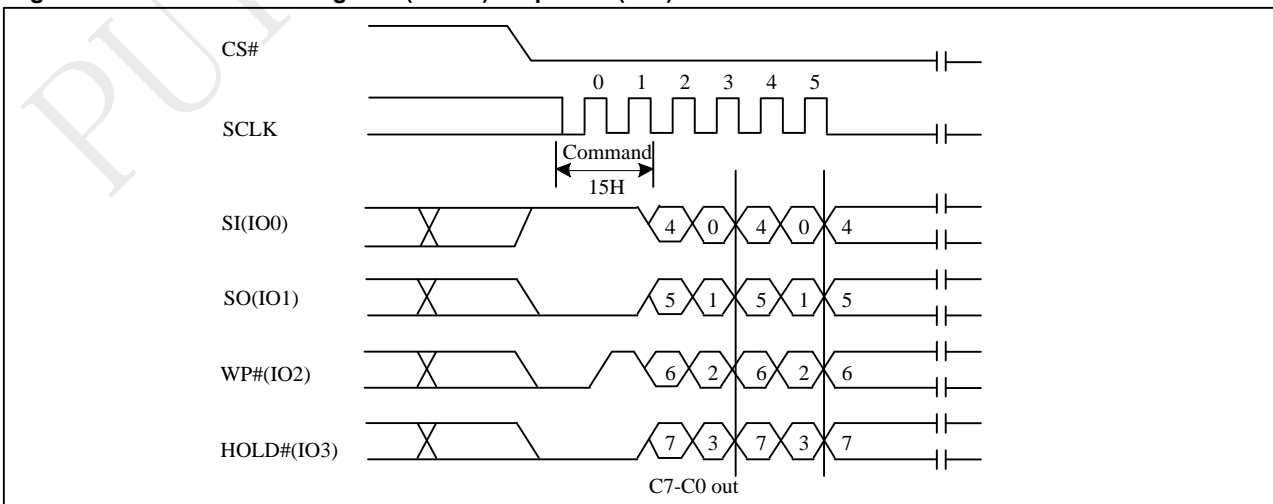 CS#
0 1 2 3 4 5
SCLK
Command
15H
SI(IO0) 4 0 4 0 4
SO(IO1) 5 1 5 1 5
WP#(IO2) 6 2 6 2 6
HOLD#(IO3) 7 3 7 3 7
C7-C0 out